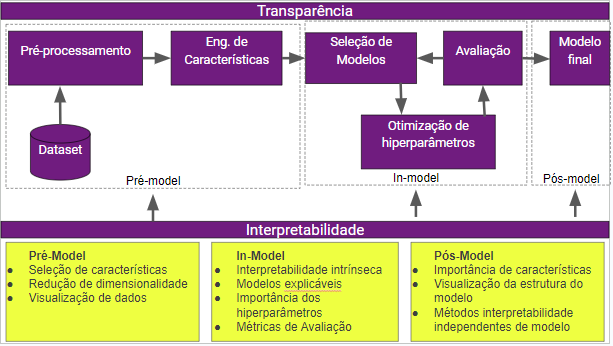 Transparência
Pré-processamento
Eng. de
Características
Seleção de
Modelos
Avaliação
Modelo
final
Dataset
Otimização de
hiperparâmetros
Pré-model
In-model
Pós-model
Interpretabilidade
Pré-Model
● Seleção de características
● Redução de dimensionalidade
● Visualização de dados
In-Model
● Interpretabilidade intrínseca
● Modelos explicáveis
● Importância dos
hiperparâmetros
● Métricas de Avaliação
Pós-Model
● Importância de características
● Visualização da estrutura do
modelo
● Métodos interpretabilidade
independentes de modelo